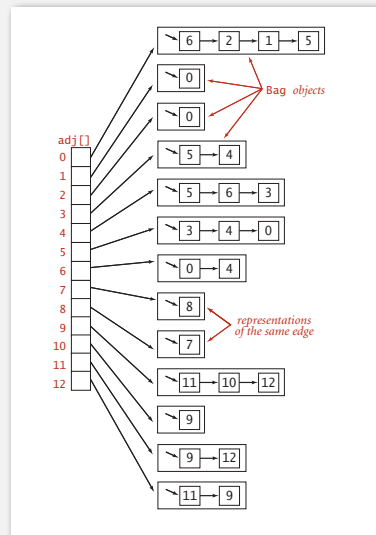 6 2 1 5
0
Bag objects
0
adj[]
0
5 4
1
2
5 6 3
3
4
3 4 0
5
6
0 4
7
8
8
representations
of the same edge
9
7
10
11
11 10 12
12
9
9 12
11 9